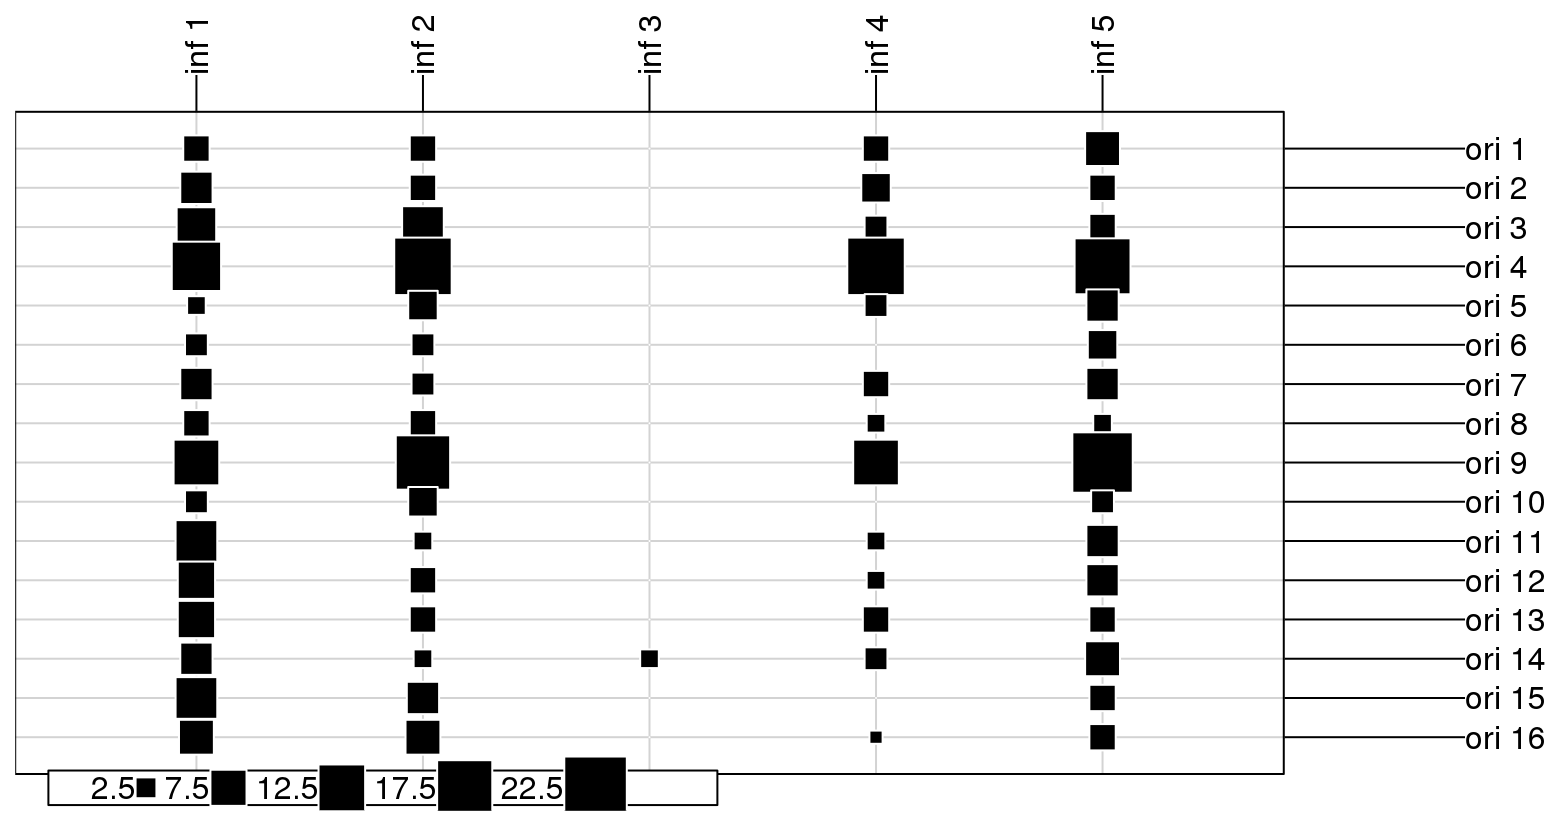 inf 1 inf 2 inf 3 inf 4 inf 5
ori 1
ori 2
ori 3
ori 4
ori 5
ori 6
ori 7
ori 8
ori 9
ori 10
ori 11
ori 12
ori 13
ori 14
ori 15
ori 16
2.5 7.5 12.5 17.5 22.5